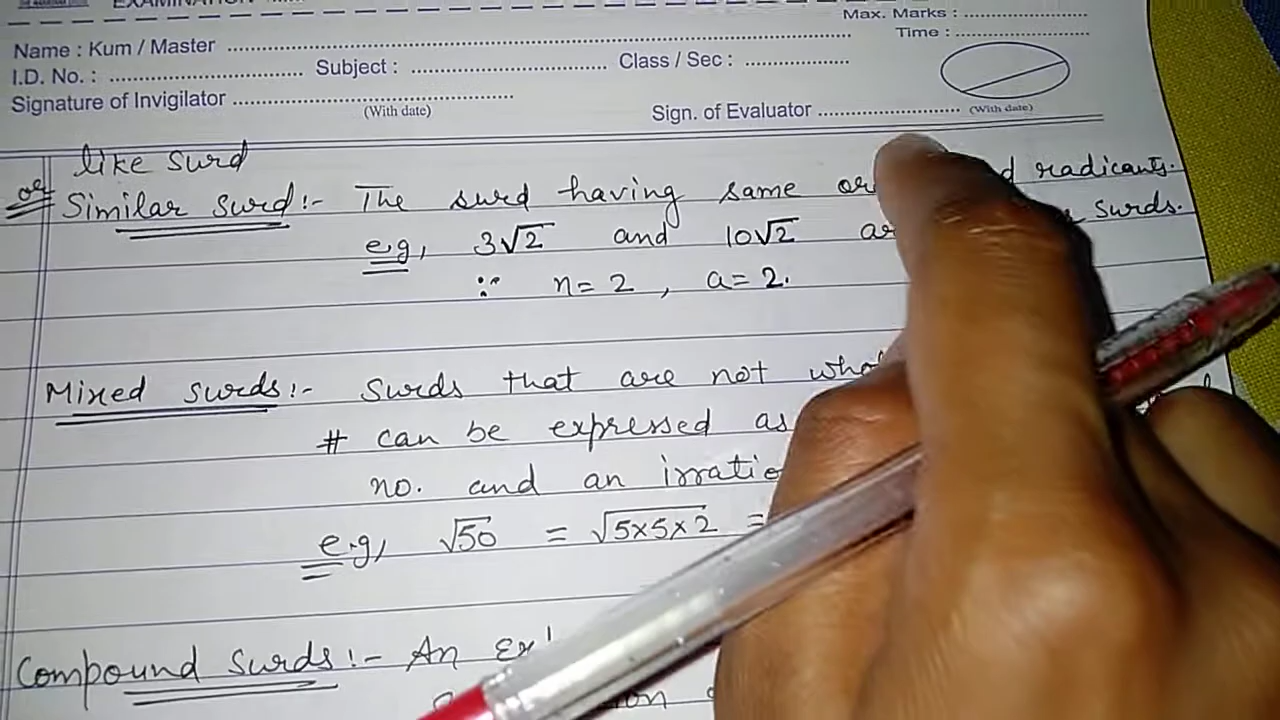 EXAMINATION
Max. Marks :
Name : Kum / Master
Time :
I.D. No. : Subject : Class / Sec :
Signature of Invigilator
(With date)
Sign. of Evaluator (With date)
like surd
or Similar surd :- The surd having same radicants.
e.g, 3√2 and 10√2 surds.
∵ n = 2 , a = 2.
Mixed surds :- Surds that are not
# can be expressed as
no. and an
e.g, √50 = √5×5×2 =
Compound surds :- An